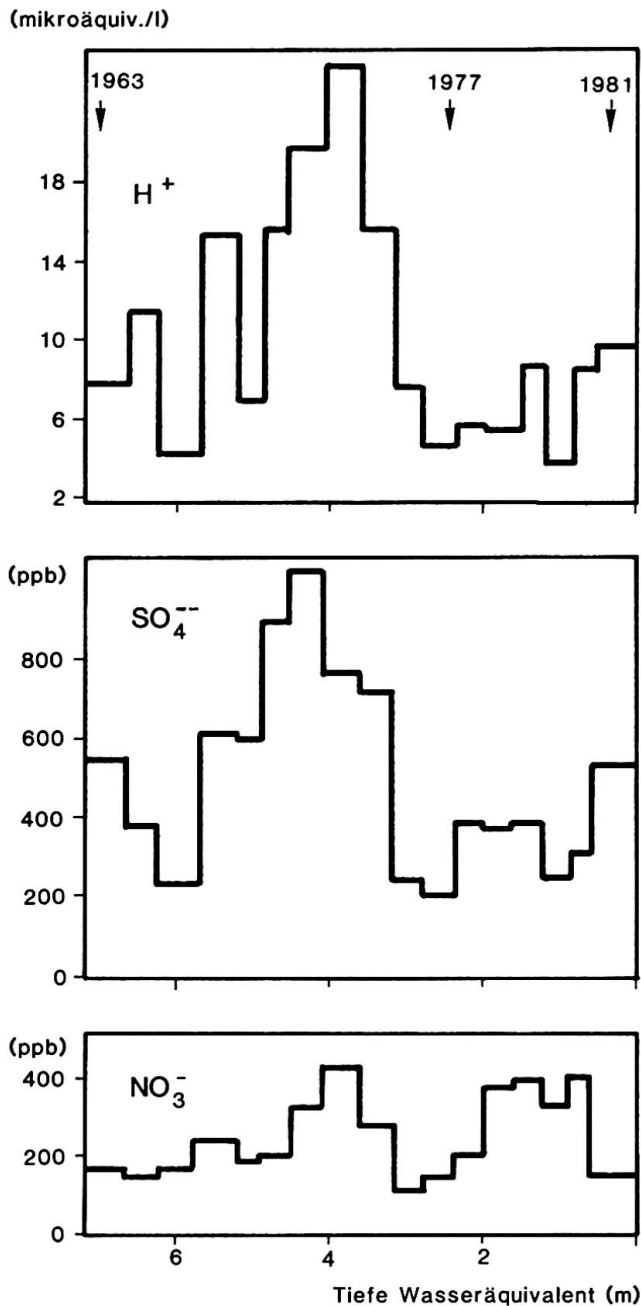 (mikroäquiv./l)
1963 1977 1981
H⁺
18
14
10
6
2
(ppb)
SO₄⁻⁻
800
600
400
200
0
(ppb)
NO₃⁻
400
200
0
6 4 2
Tiefe Wasseräquivalent (m)